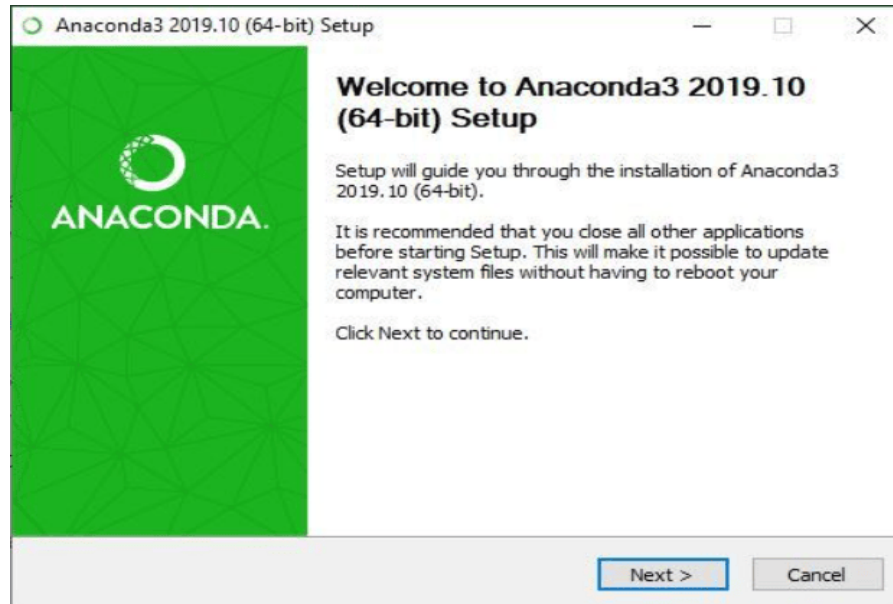 Anaconda3 2019.10 (64-bit) Setup
ANACONDA.
Welcome to Anaconda3 2019.10
(64-bit) Setup
Setup will guide you through the installation of Anaconda3
2019.10 (64-bit).
It is recommended that you close all other applications
before starting Setup. This will make it possible to update
relevant system files without having to reboot your
computer.
Click Next to continue.
Next >
Cancel